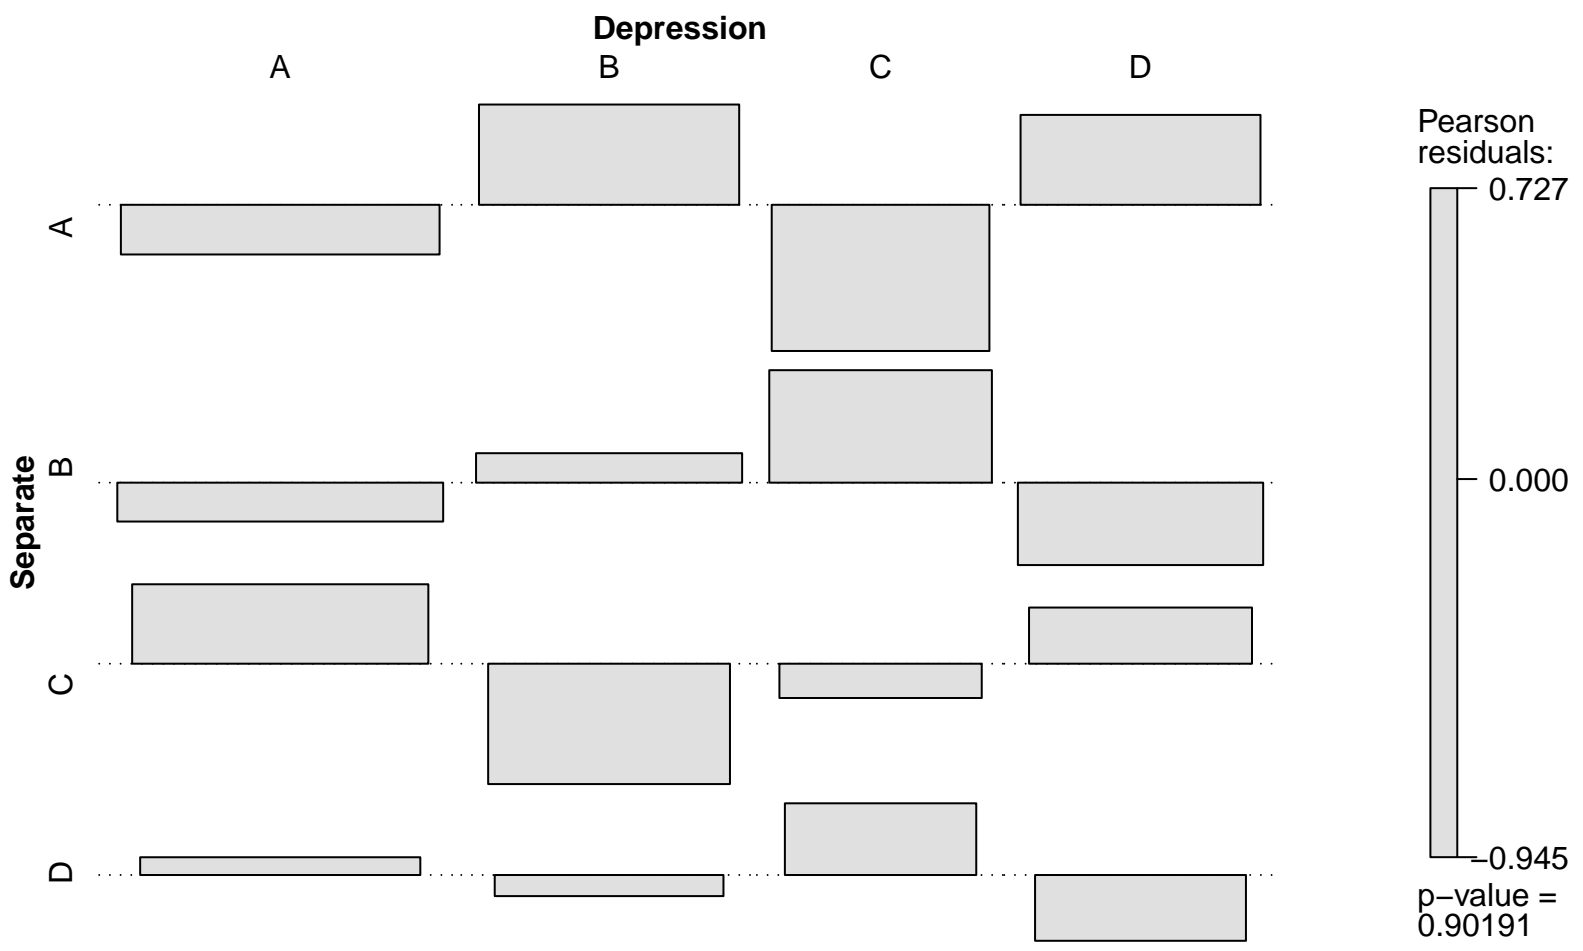 Depression
A B C D
A
B
C
D
Separate
Pearson
residuals:
0.727
0.000
−0.945
p−value =
0.90191